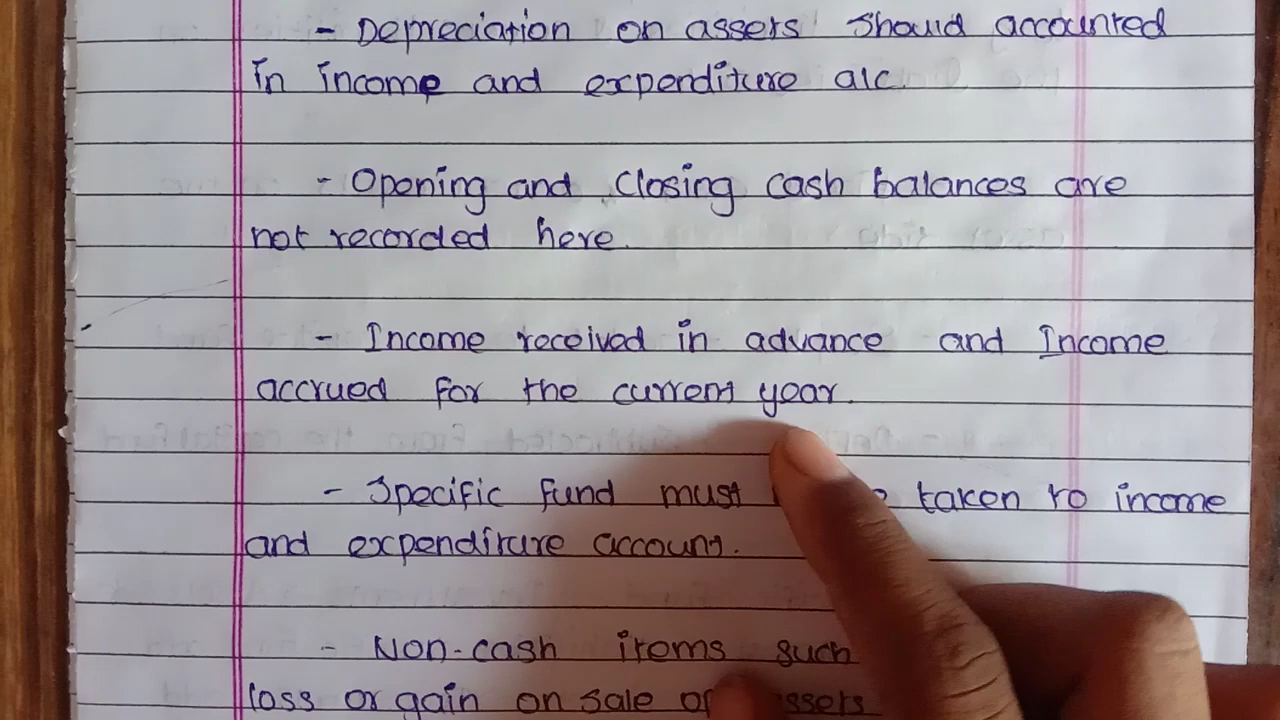 - Depreciation on assets should accounted
in income and expenditure a/c.
- Opening and closing cash balances are
not recorded here.
- Income received in advance and Income
accrued for the current year.
- Specific fund must taken to income
and expenditure account.
- Non-cash items such
loss or gain on sale of assets